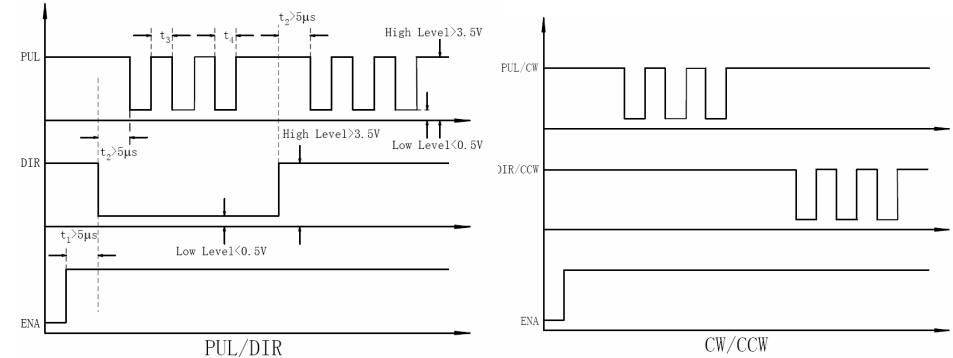 t2>5μs
High Level>3.5V
t3
t4
PUL
PUL/CW
Low Level<0.5V
High Level>3.5V
t2>5μs
DIR
DIR/CCW
t1>5μs
Low Level<0.5V
ENA
ENA
PUL/DIR
CW/CCW